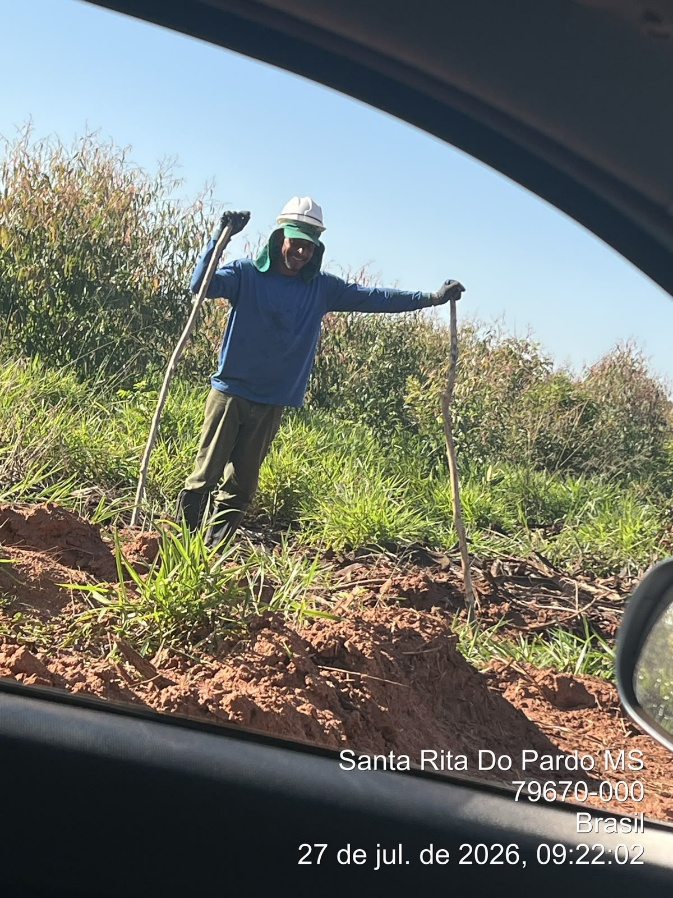 Santa Rita Do Pardo MS
79670-000
Brasil
27 de jul. de 2026, 09:22:02